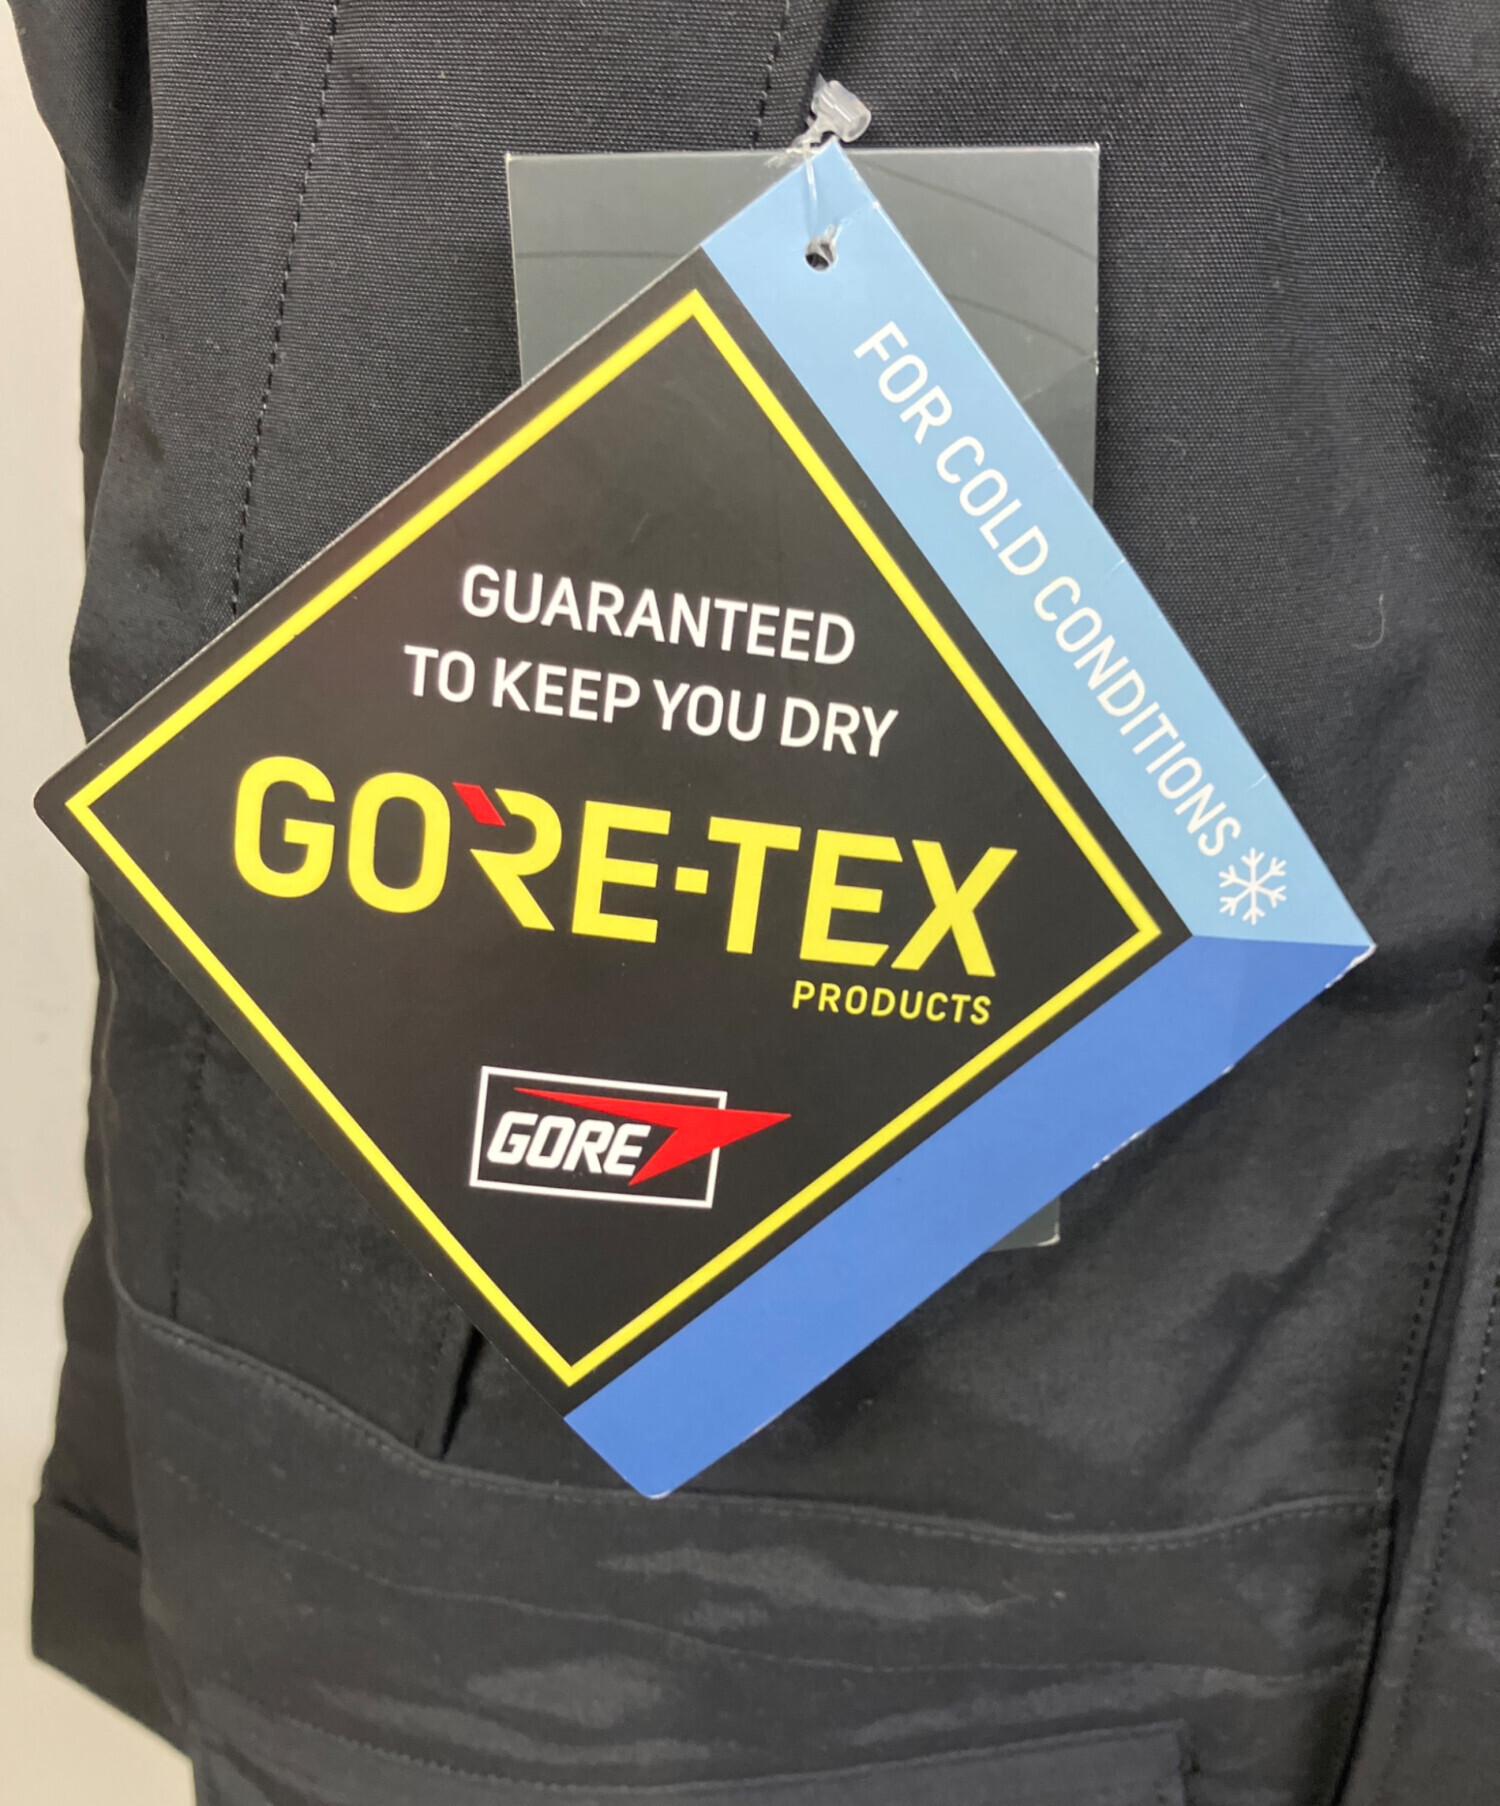 FOR COLD CONDITIONS
GUARANTEED
TO KEEP YOU DRY
GORE-TEX
PRODUCTS
GORE